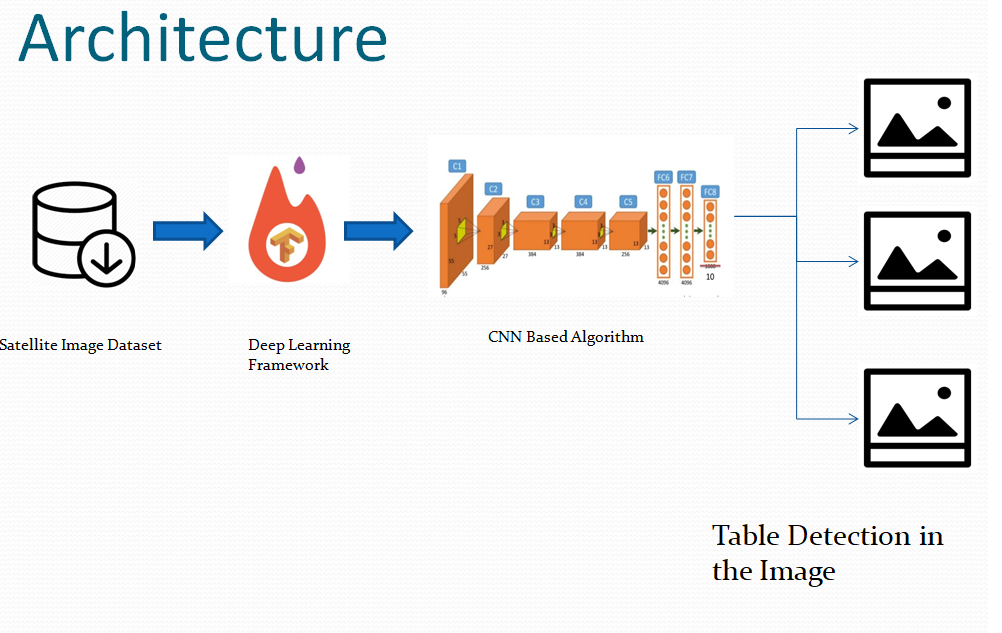 Architecture
C1
C2
C3
C4
C5
FC6
FC7
FC8
55
55
96
27
27
256
13
13
384
13
13
384
13
13
256
4096
4096
1000
10
Satellite Image Dataset
Deep Learning
Framework
CNN Based Algorithm
Table Detection in
the Image